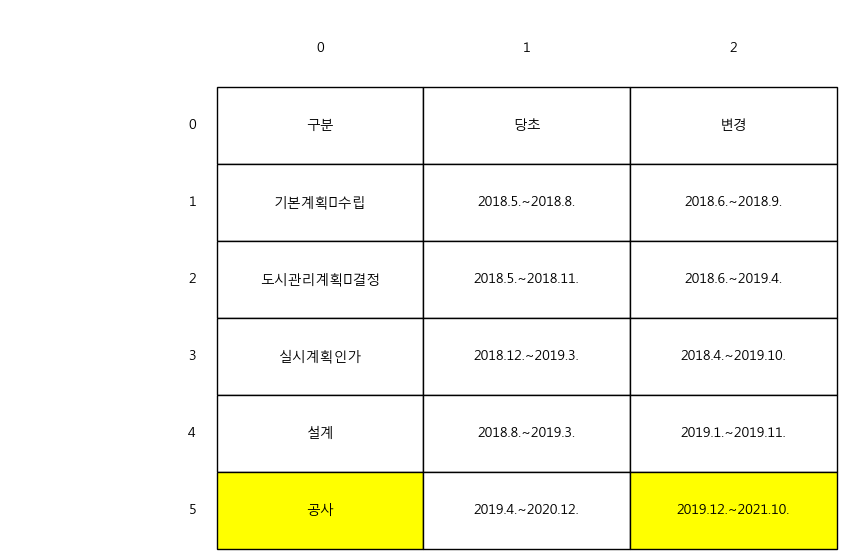 0 1 2
0 구분 당초 변경
1 기본계획▯수립 2018.5.~2018.8. 2018.6.~2018.9.
2 도시관리계획▯결정 2018.5.~2018.11. 2018.6.~2019.4.
3 실시계획인가 2018.12.~2019.3. 2018.4.~2019.10.
4 설계 2018.8.~2019.3. 2019.1.~2019.11.
5 공사 2019.4.~2020.12. 2019.12.~2021.10.